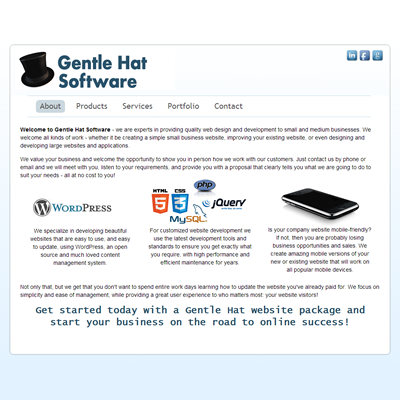 Gentle Hat
Software
About Products Services Portfolio Contact
Welcome to Gentle Hat Software - we are experts in providing quality web design and development to small and medium businesses. We
welcome all kinds of work - whether it be creating a simple small business website, improving your existing website, or even designing and
developing large websites and applications.
We value your business and welcome the opportunity to show you in person how we work with our customers. Just contact us by phone or
email and we will meet with you, listen to your requirements, and provide you with a proposal that clearly tells you what we are going to do to
suit your needs - all at no cost to you!
WORDPRESS
We specialize in developing beautiful
websites that are easy to use, and easy
to update, using WordPress, an open
source and much loved content
management system.
php
HTML CSS
5 3
jQuery
MySQL
For customized website development we
use the latest development tools and
standards to ensure you get exactly what
you require, with high performance and
efficient maintenance for years.
Is your company website mobile-friendly?
If not, then you are probably losing
business opportunities and sales. We
create amazing mobile versions of your
new or existing website that will work on
all popular mobile devices.
Not only that, but we get that you don't want to spend entire work days learning how to update the website you've already paid for. We focus on
simplicity and ease of management, while providing a great user experience to who matters most: your website visitors!
Get started today with a Gentle Hat website package and
start your business on the road to online success!